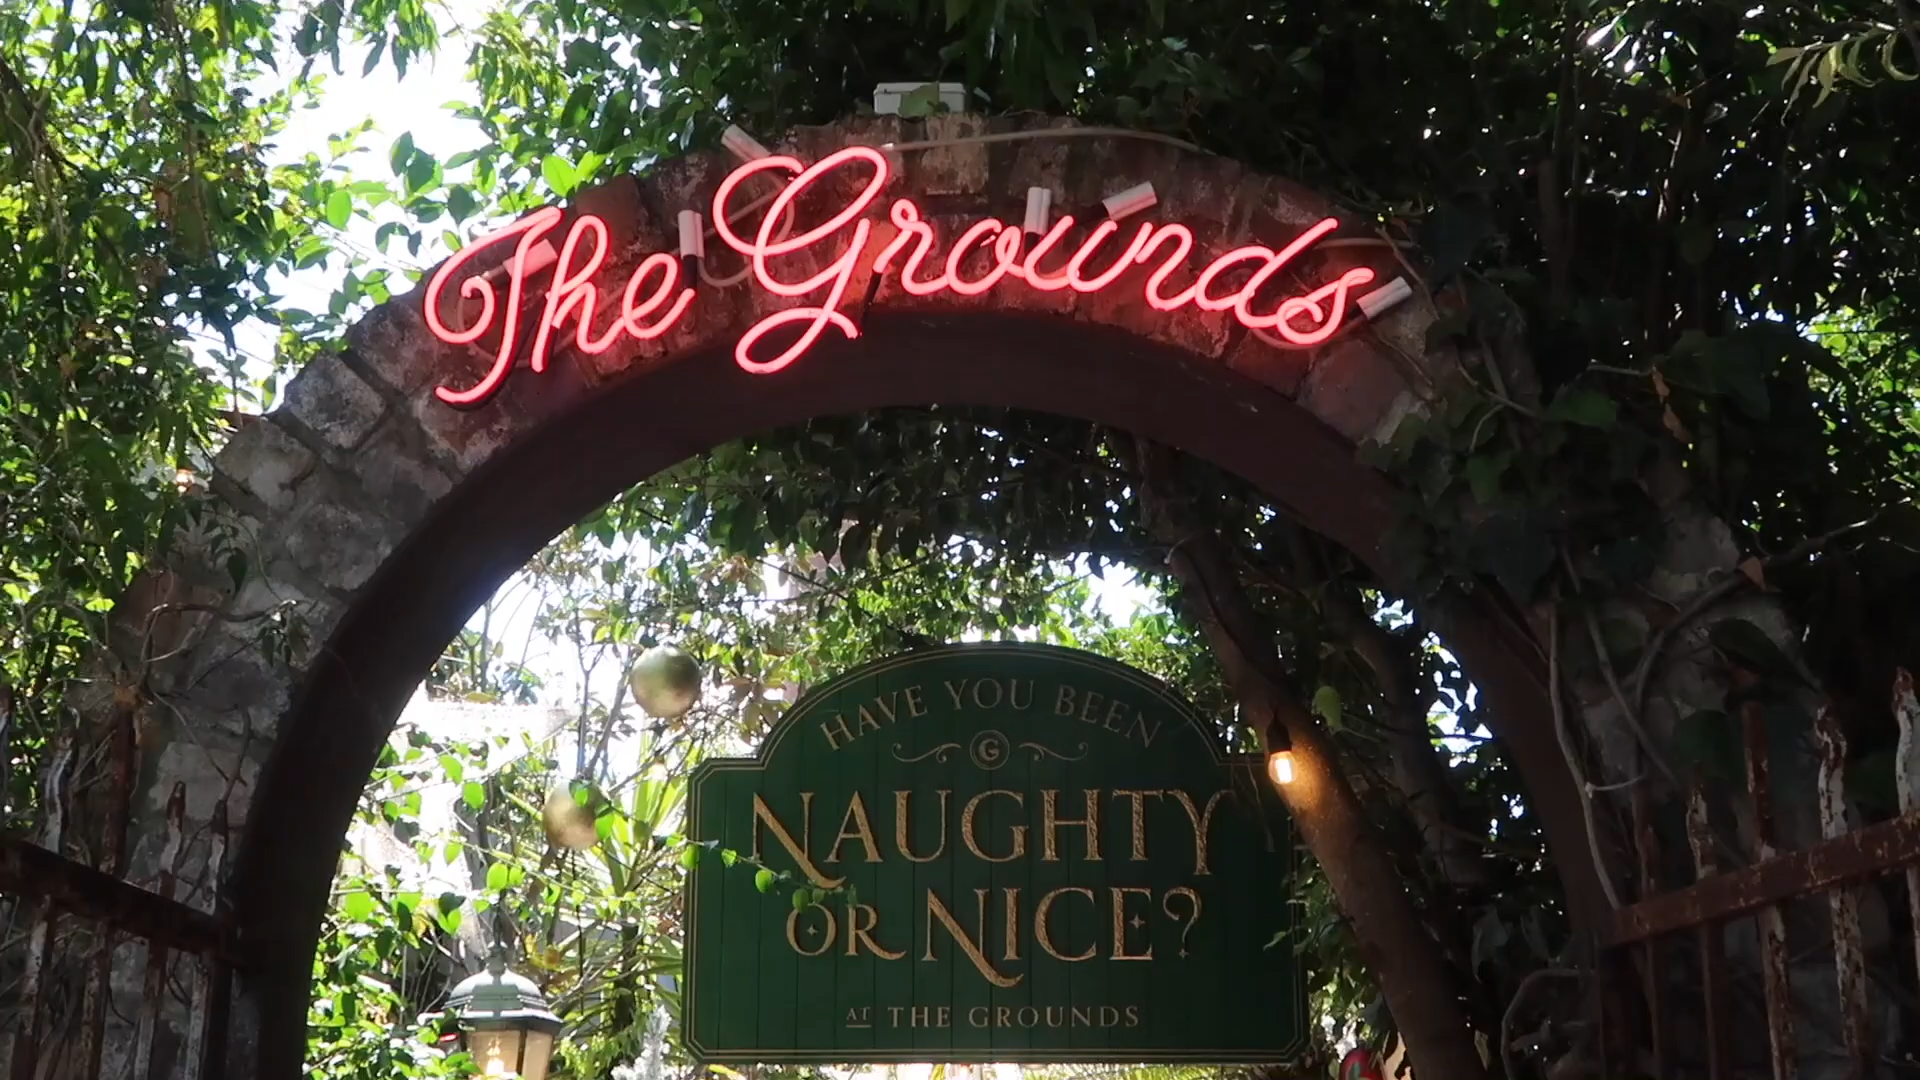 The Grounds
HAVE YOU BEEN
G
NAUGHTY
OR NICE?
AT THE GROUNDS